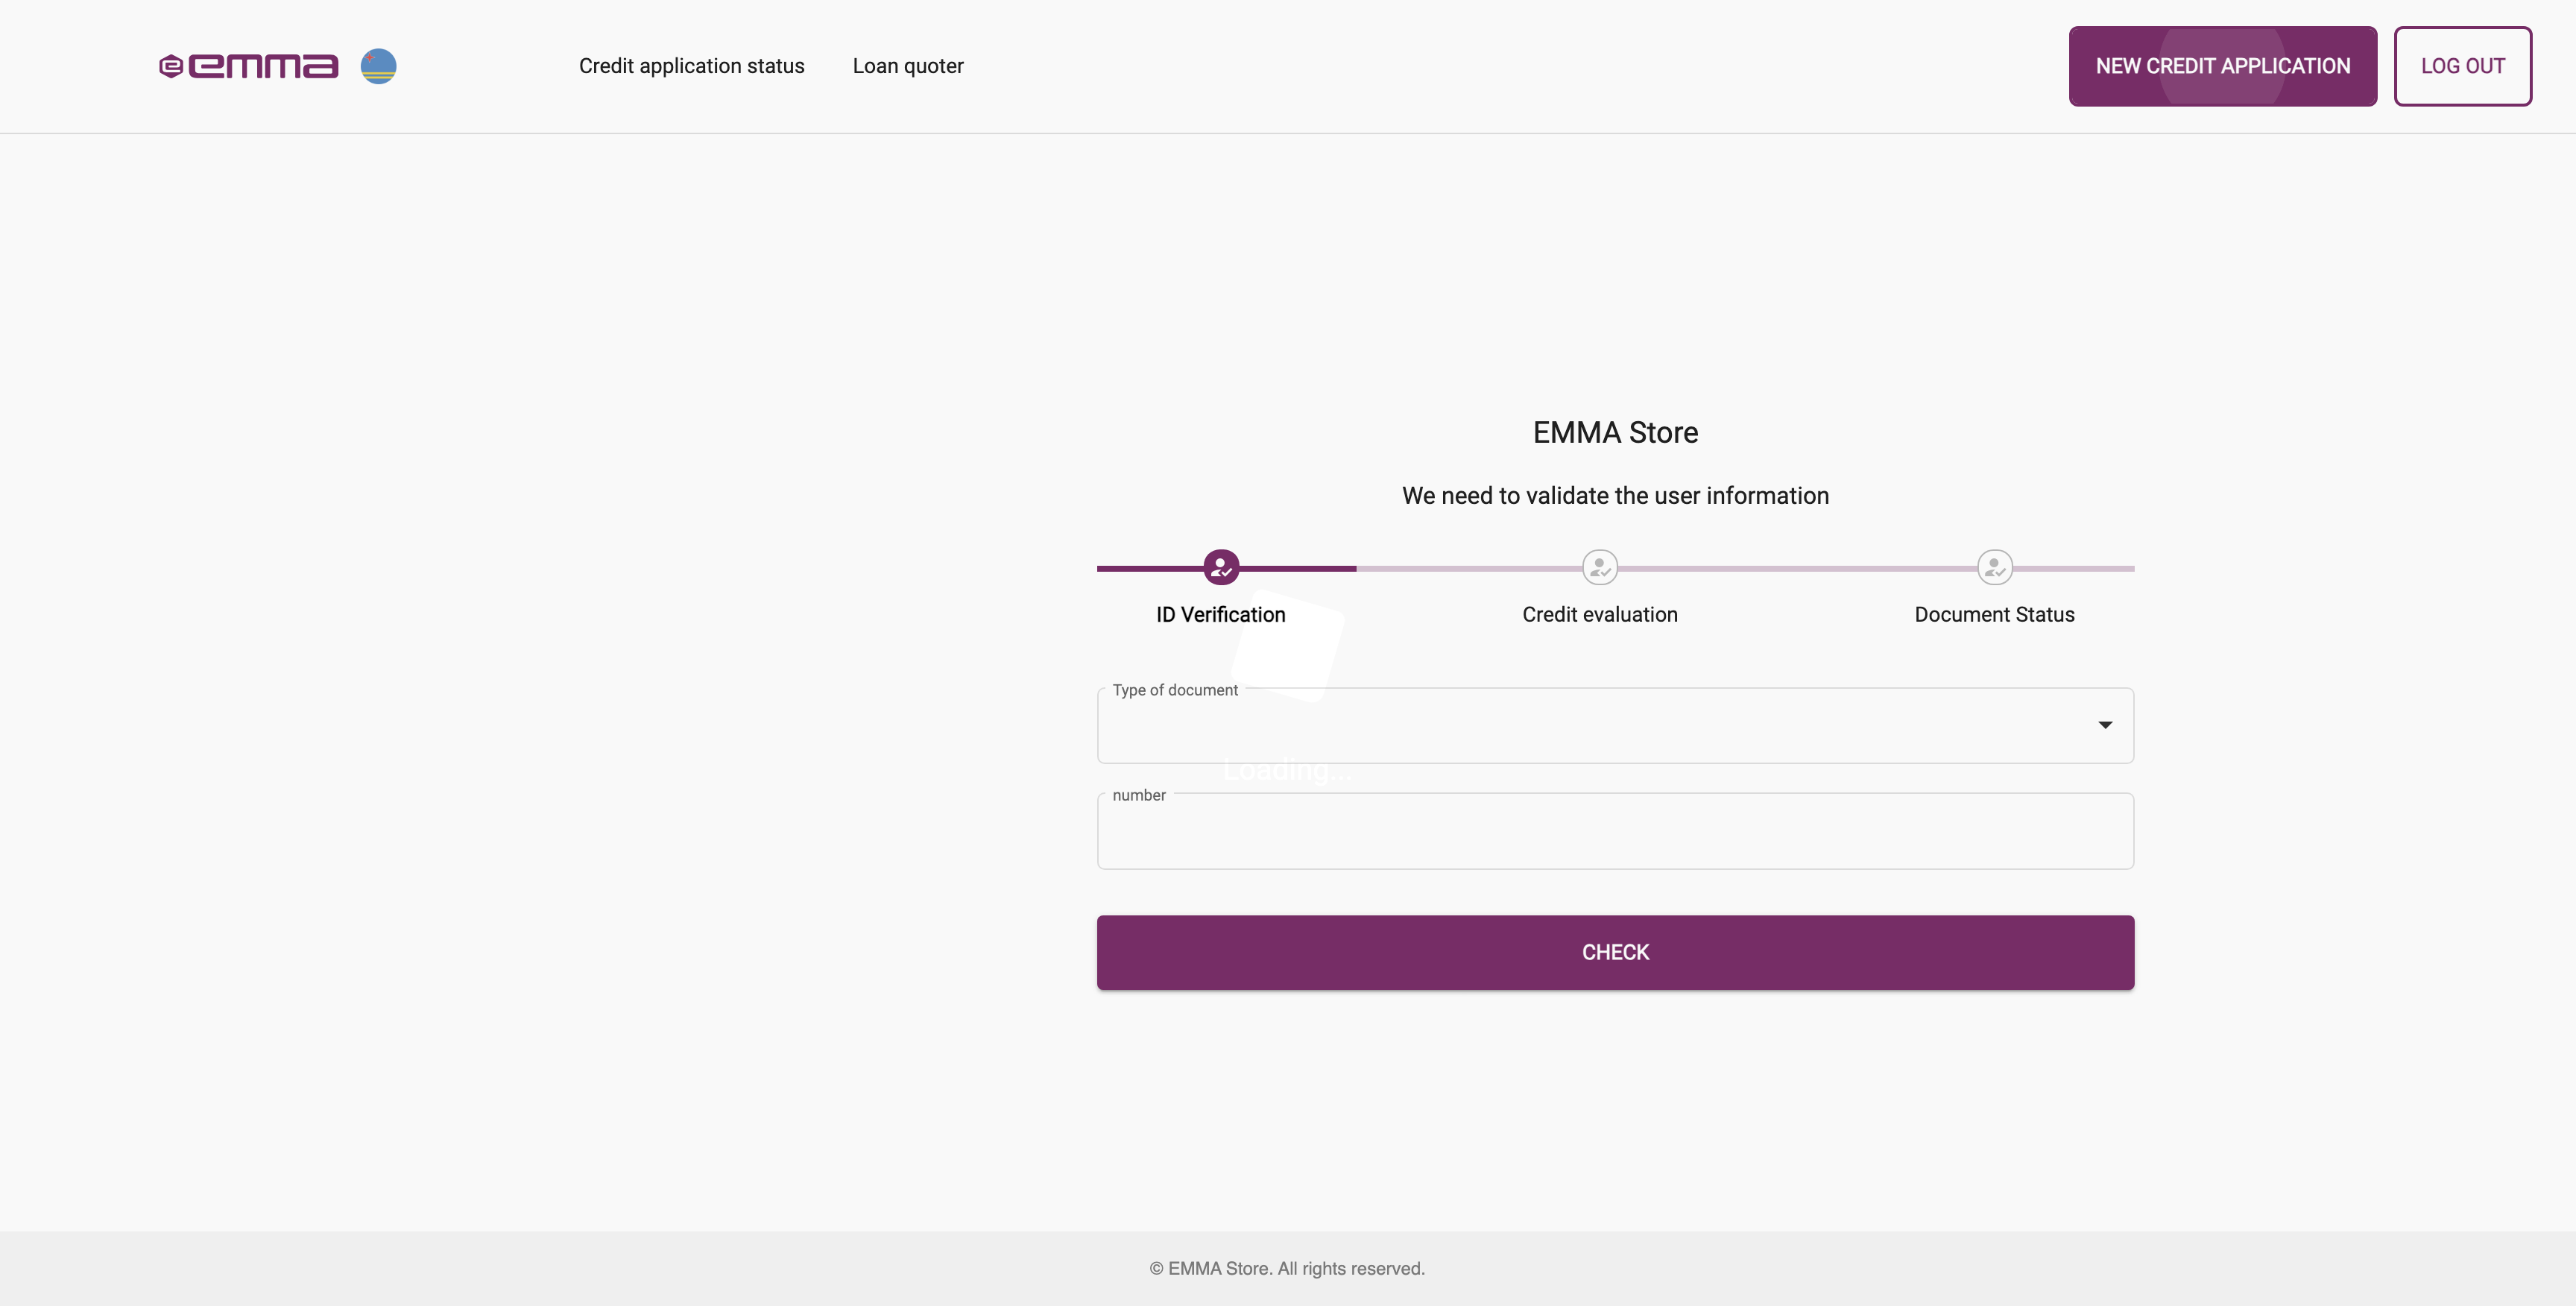 emma
Credit application status
Loan quoter
NEW CREDIT APPLICATION
LOG OUT
EMMA Store
We need to validate the user information
ID Verification
Credit evaluation
Document Status
Type of document
Loading...
number
CHECK
© EMMA Store. All rights reserved.